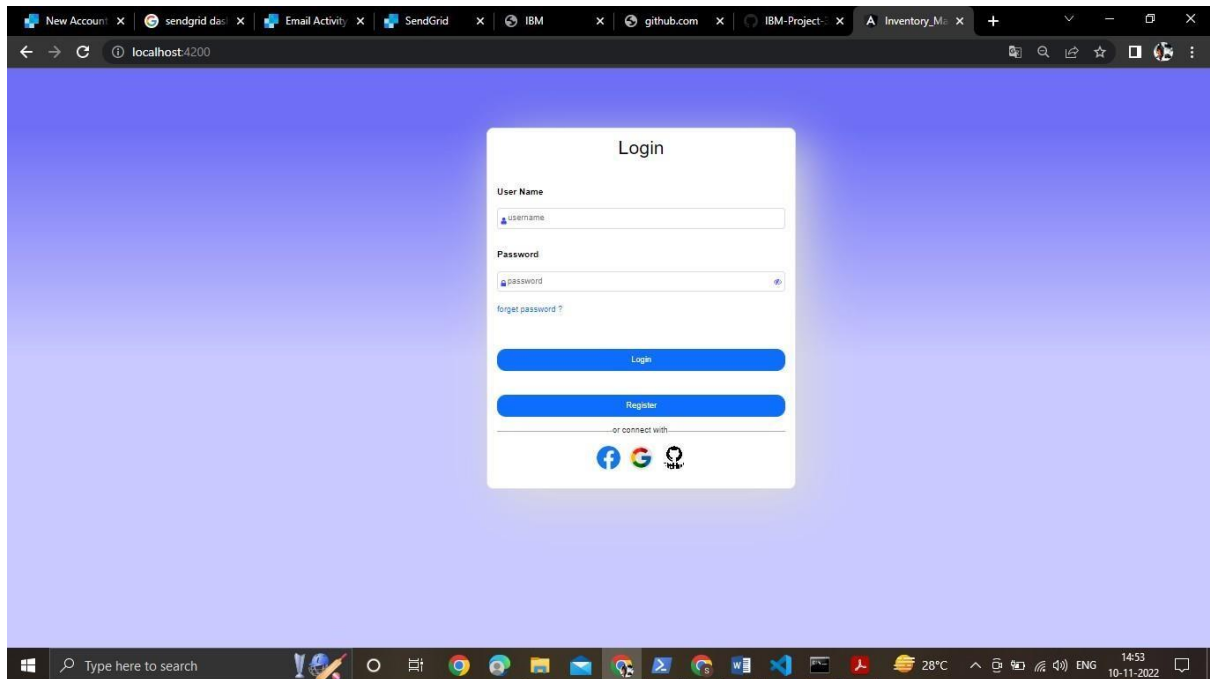 New Account
sendgrid das
Email Activity
SendGrid
IBM
github.com
IBM-Project-
Inventory_Ma
localhost:4200
Login
User Name
username
Password
password
forget password ?
Login
Register
or connect with
Type here to search
28°C
ENG
14:53
10-11-2022